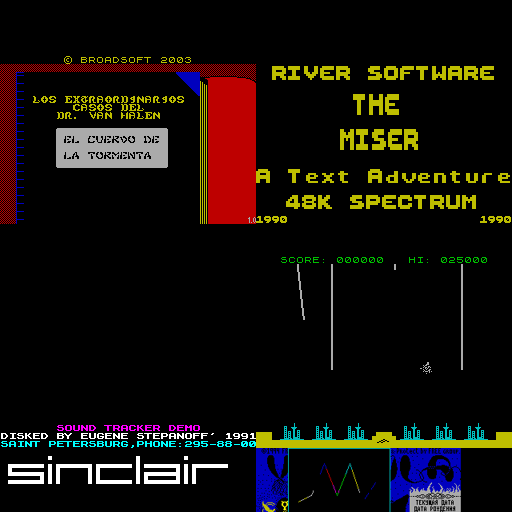 © BROADSOFT 2003
LOS EXTRAORDINARIOS
CASOS DEL
DR. VAN HALEN
EL CUERVO DE
LA TORMENTA
1.0
RIVER SOFTWARE
THE
MISER
A Text Adventure
48K SPECTRUM
1990 1990
SOUND TRACKER DEMO
DISKED BY EUGENE STEPANOFF' 1991
SAINT PETERSBURG,PHONE:295-88-00
sinclair
SCORE: 000000 HI: 025000
ТЕКУЩАЯ ДАТА
ДАТА РОЖДЕНИЯ